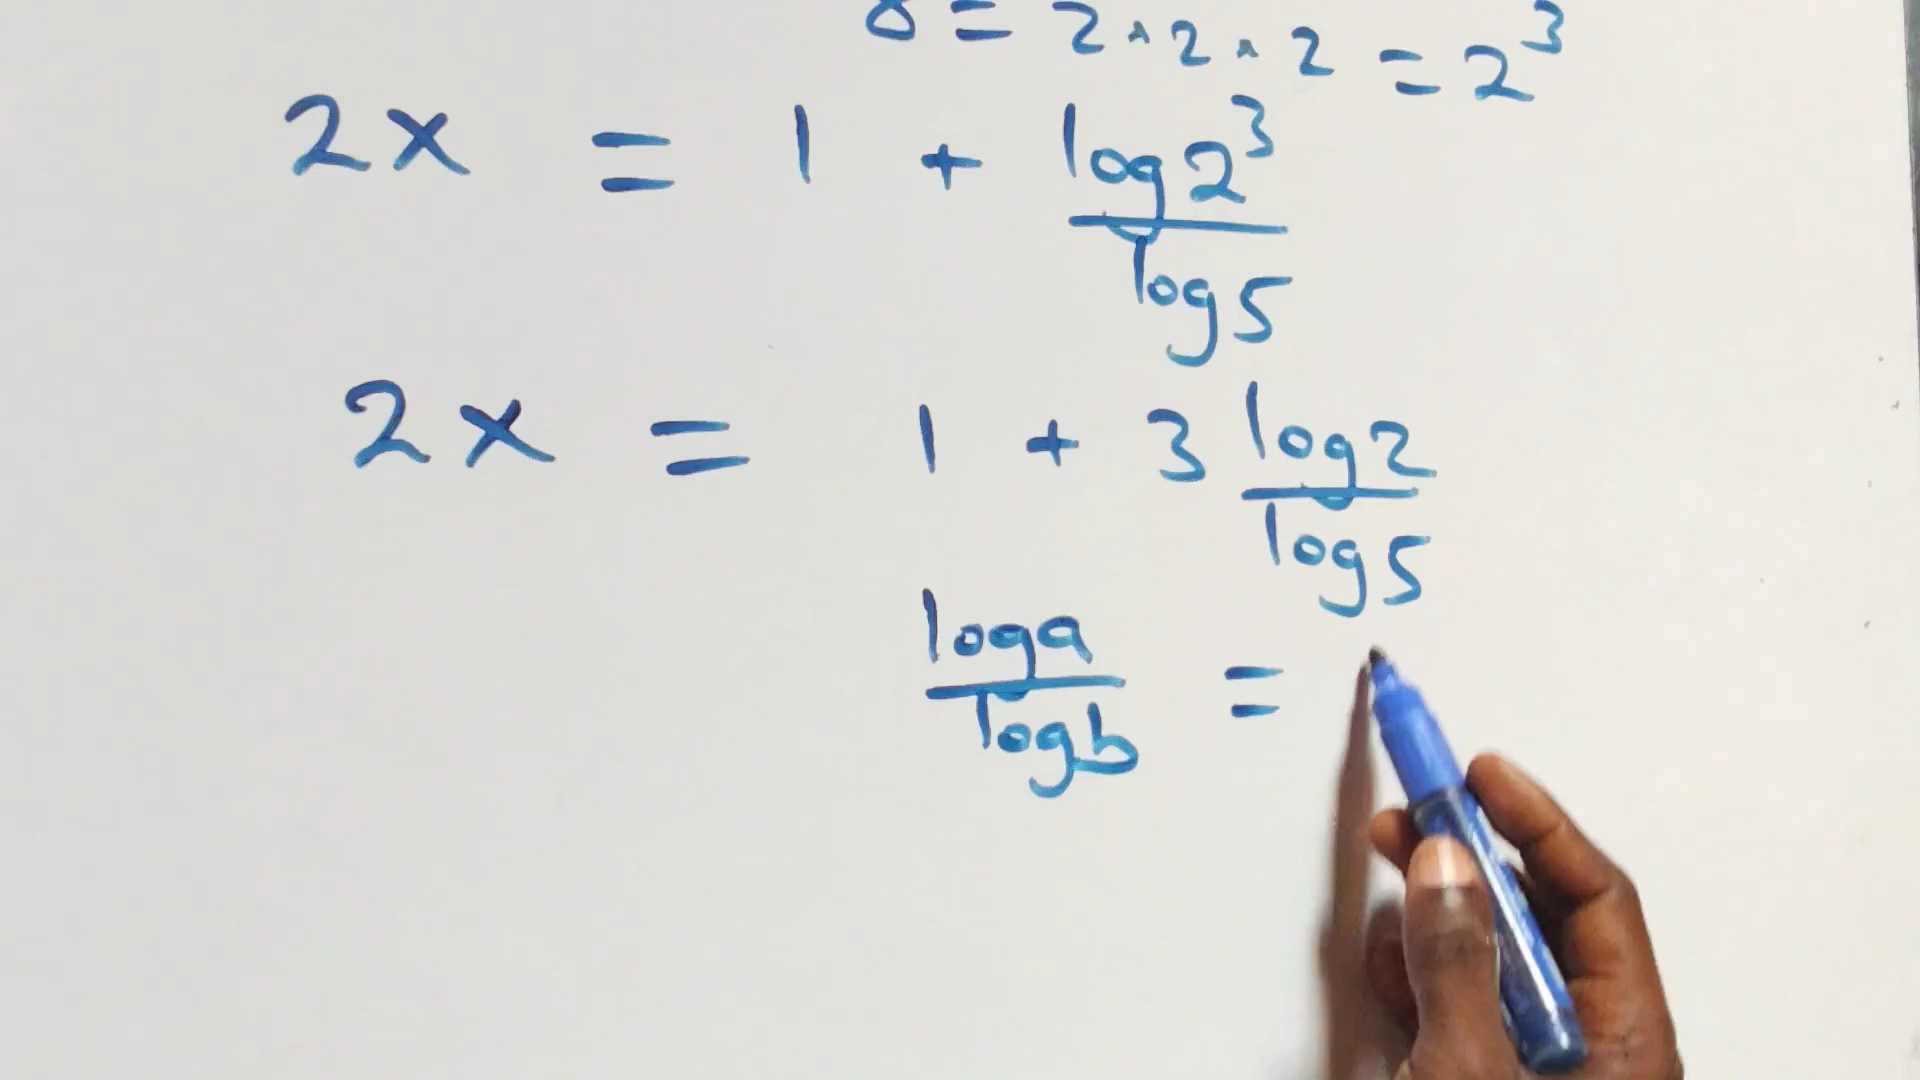 8 = 2 × 2 × 2 = 2³
2x = 1 + log2³/log5
2x = 1 + 3 log2/log5
loga/logb =